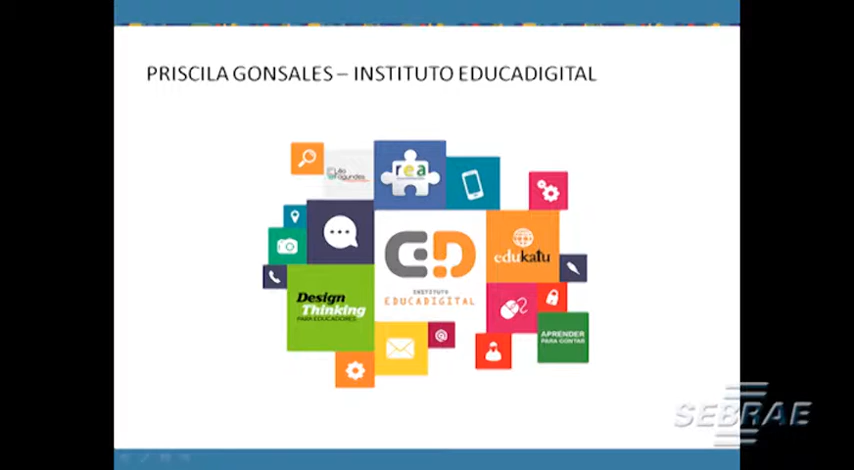 PRISCILA GONSALES – INSTITUTO EDUCADIGITAL
rea
edukatu
INSTITUTO
EDUCADIGITAL
Design
Thinking
PARA EDUCADORES
@
APRENDER
PARA CONTAR
SEBRAE